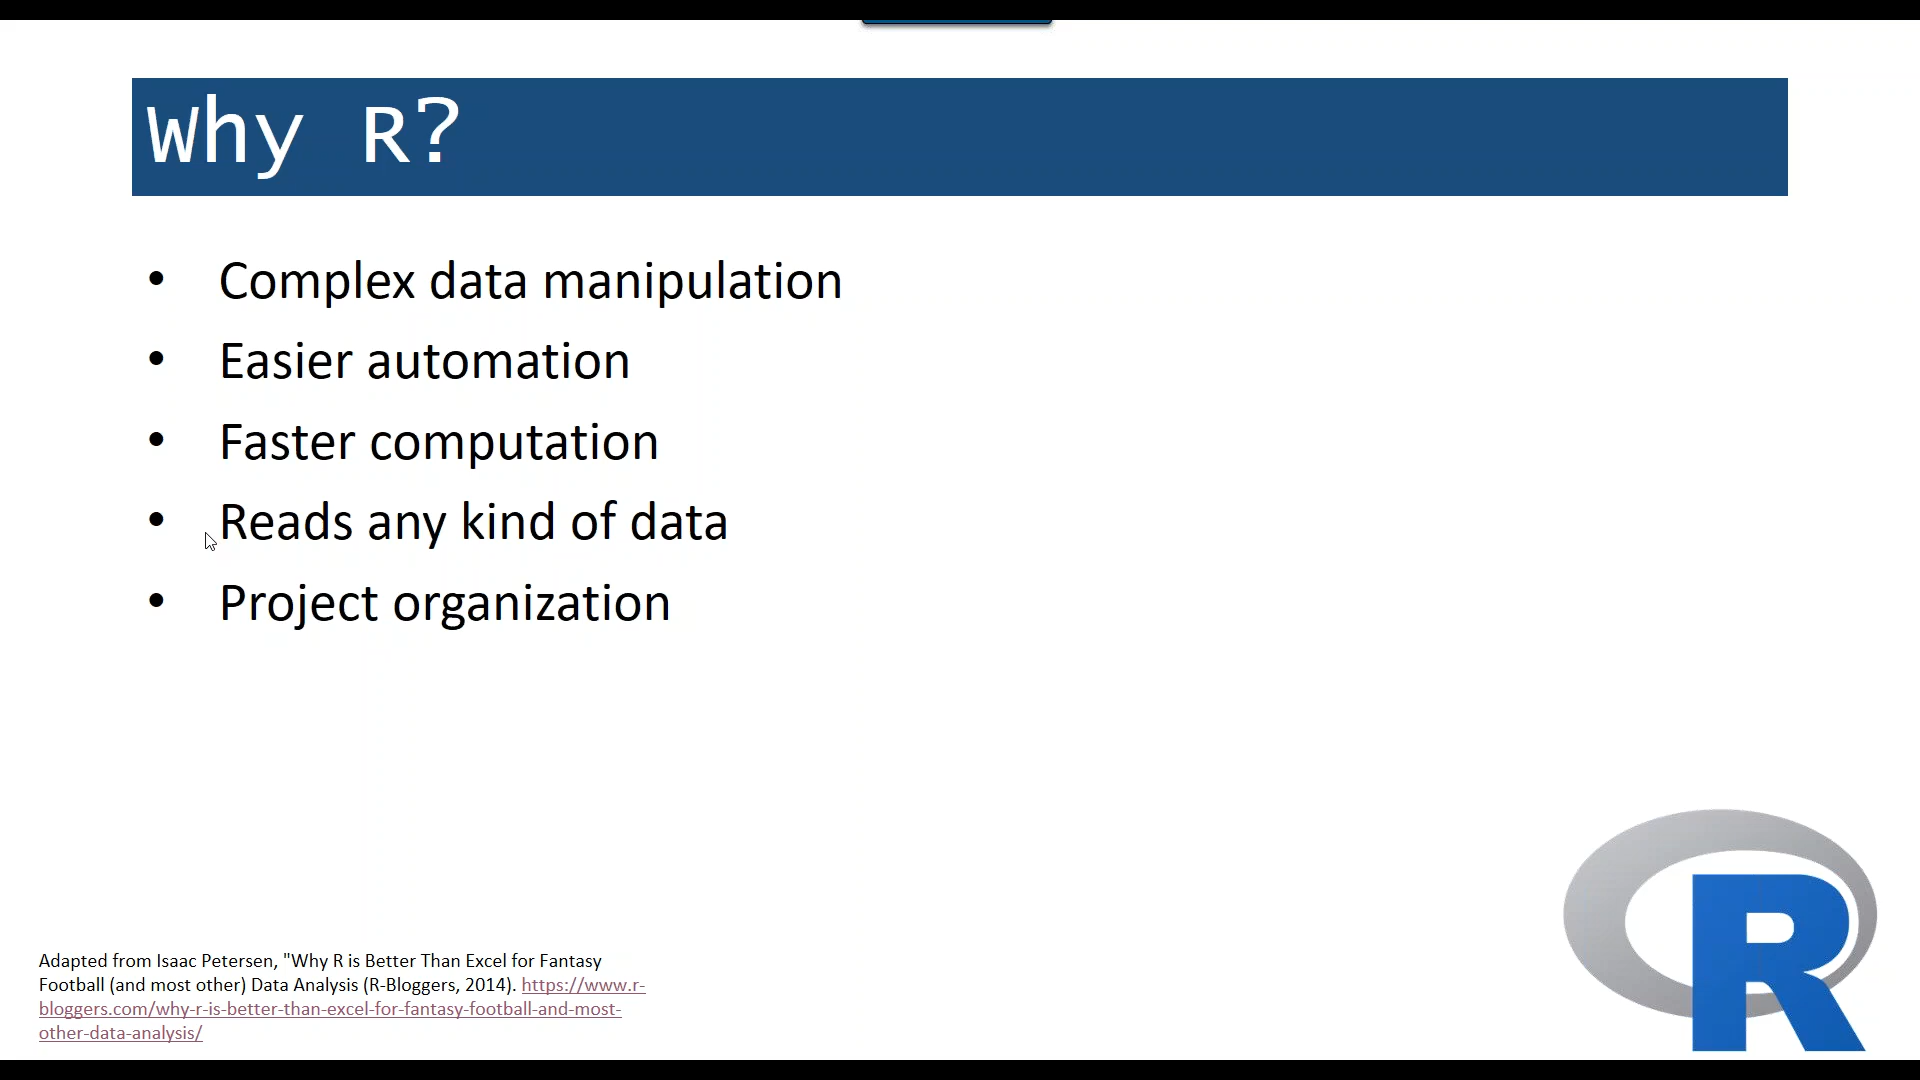 Why R?
• Complex data manipulation
• Easier automation
• Faster computation
• Reads any kind of data
• Project organization
Adapted from Isaac Petersen, "Why R is Better Than Excel for Fantasy
Football (and most other) Data Analysis (R-Bloggers, 2014). https://www.r-
bloggers.com/why-r-is-better-than-excel-for-fantasy-football-and-most-
other-data-analysis/
R